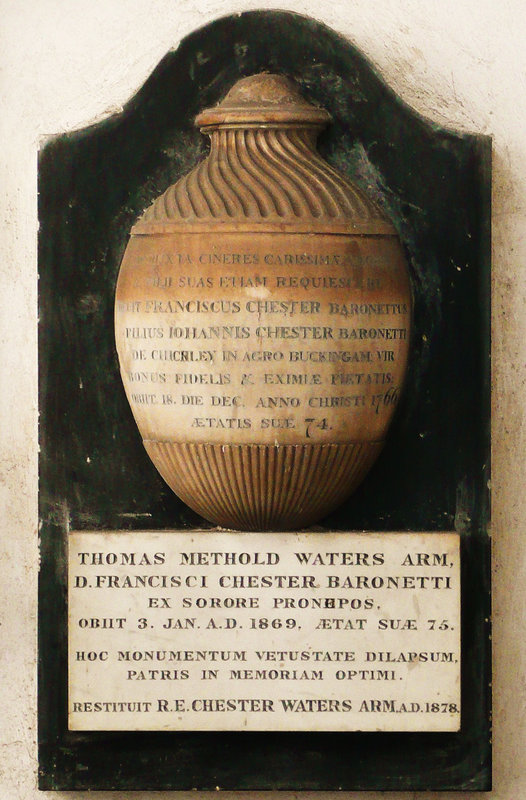 CINERES CARISSIMÆ
SUAS ETIAM REQUIESCERE
FRANCISCUS CHESTER BARONETTUS
FILIUS IOHANNIS CHESTER BARONETTI
DE CHICHLEY IN AGRO BUCKINGAM. VIR
BONUS FIDELIS & EXIMIÆ PIETATIS.
OBIIT. 18. DIE DEC. ANNO CHRISTI 1766
ÆTATIS SUÆ 74.
THOMAS METHOLD WATERS ARM,
D. FRANCISCI CHESTER BARONETTI
EX SORORE PRONEPOS,
OBIIT 3. JAN. A.D. 1869. ÆTAT SUÆ 75.
HOC MONUMENTUM VETUSTATE DILAPSUM,
PATRIS IN MEMORIAM OPTIMI.
RESTITUIT R.E. CHESTER WATERS ARM. A.D. 1878.